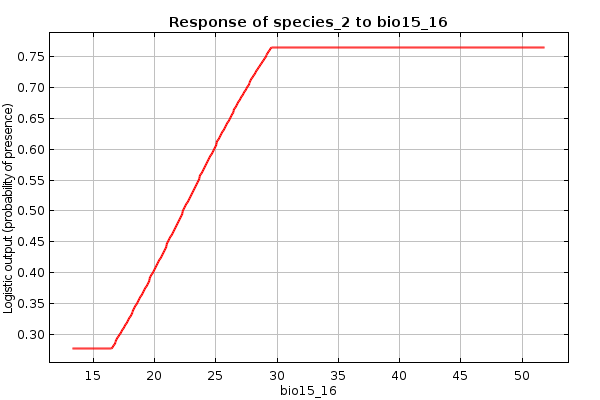 Response of species_2 to bio15_16
Logistic output (probability of presence)
0.75
0.70
0.65
0.60
0.55
0.50
0.45
0.40
0.35
0.30
15 20 25 30 35 40 45 50
bio15_16